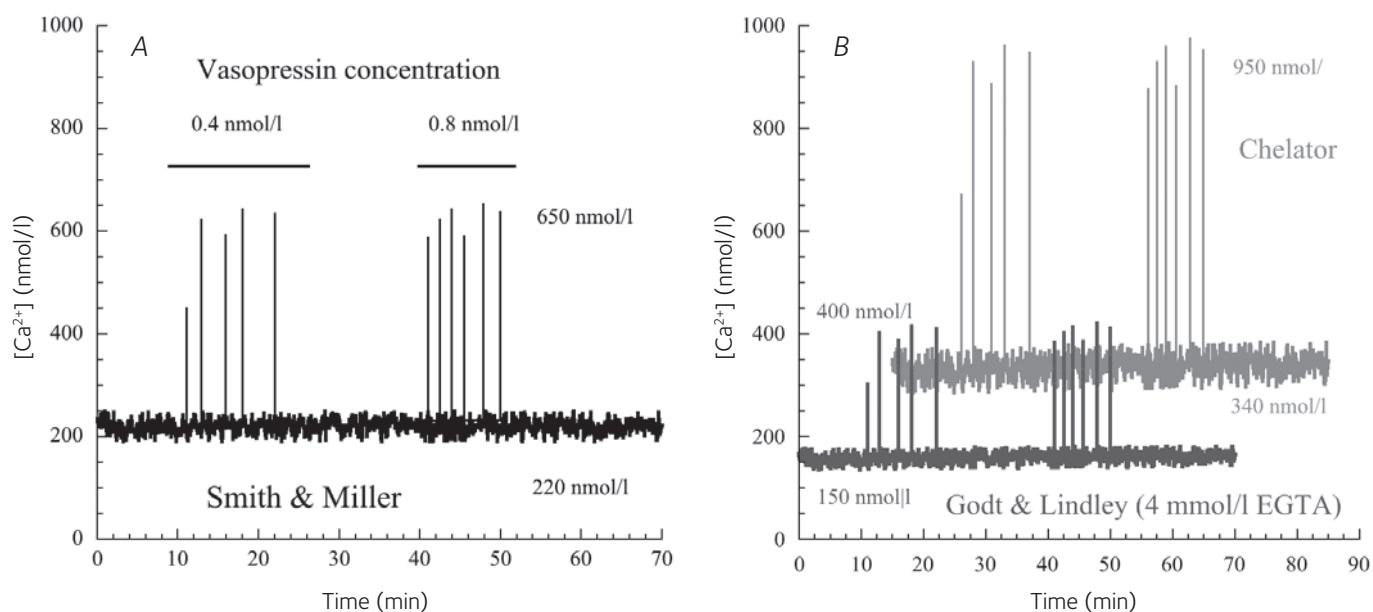 A
Vasopressin concentration
0.4 nmol/l
0.8 nmol/l
650 nmol/l
Smith & Miller
220 nmol/l
[Ca²⁺] (nmol/l)
1000
800
600
400
200
0
0 10 20 30 40 50 60 70
Time (min)
B
950 nmol/
Chelator
400 nmol/l
340 nmol/l
150 nmol|l
Godt & Lindley (4 mmol/l EGTA)
[Ca²⁺] (nmol/l)
1000
800
600
400
200
0
0 10 20 30 40 50 60 70 80 90
Time (min)